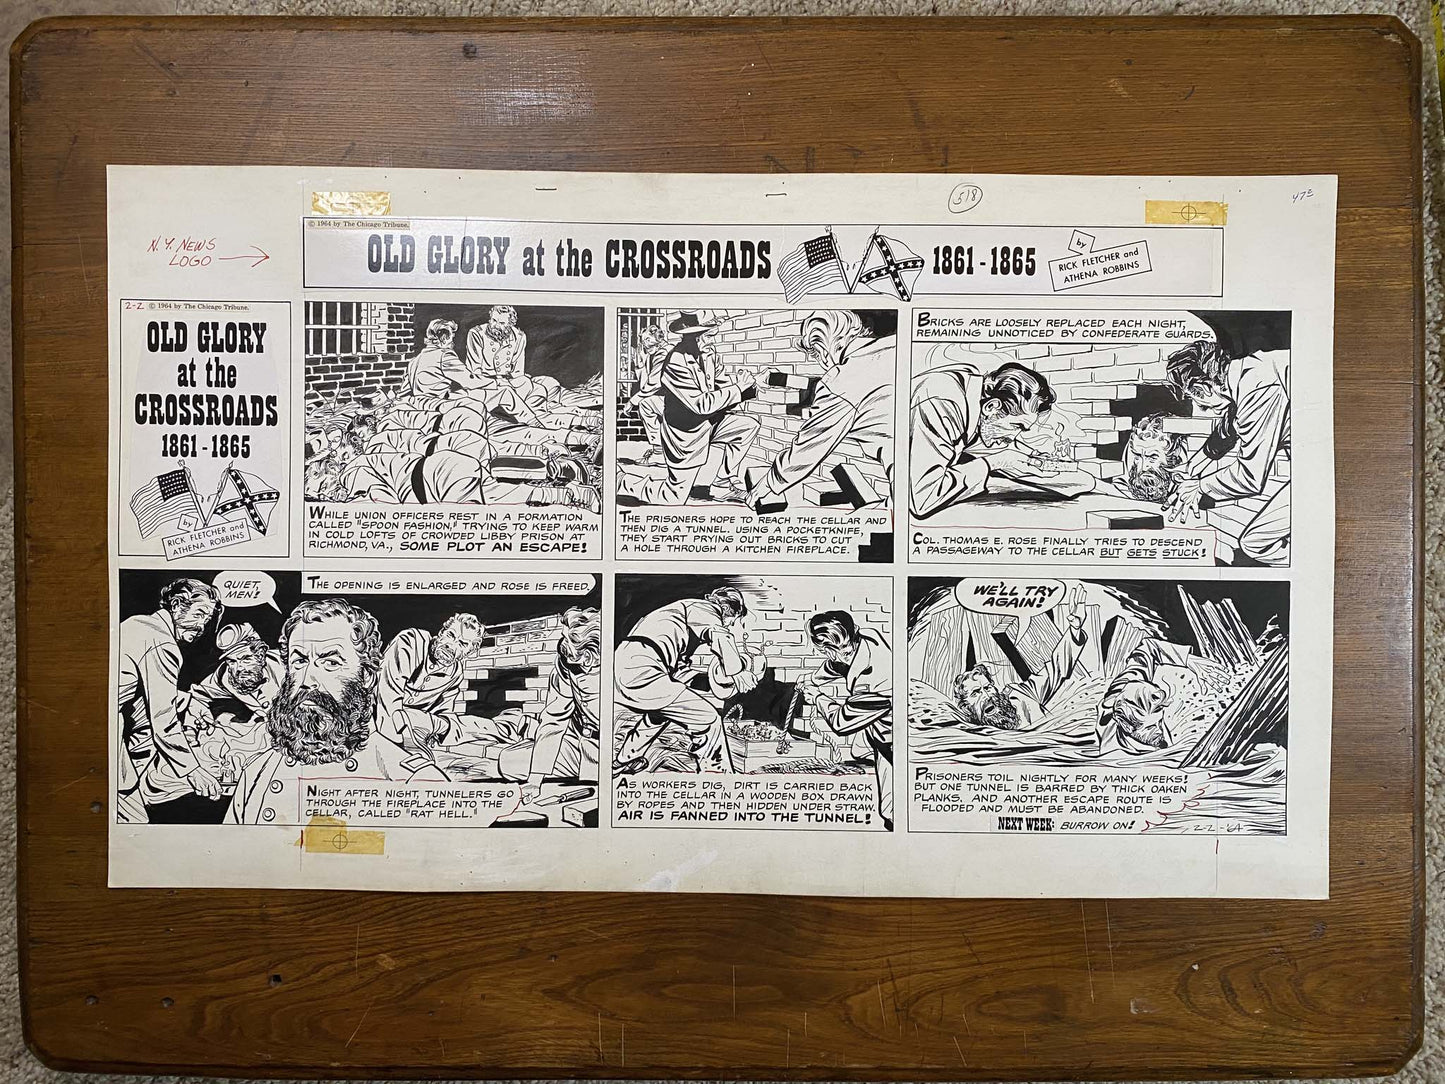 518
47 E
© 1964 by The Chicago Tribune.
N.Y. NEWS
LOGO
OLD GLORY at the CROSSROADS 1861-1865
by
RICK FLETCHER and
ATHENA ROBBINS
2-2 © 1964 by The Chicago Tribune.
OLD GLORY
at the
CROSSROADS
1861-1865
by
RICK FLETCHER and
ATHENA ROBBINS
WHILE UNION OFFICERS REST IN A FORMATION
CALLED "SPOON FASHION," TRYING TO KEEP WARM
IN COLD LOFTS OF CROWDED LIBBY PRISON AT
RICHMOND, VA., SOME PLOT AN ESCAPE!
THE PRISONERS HOPE TO REACH THE CELLAR AND
THEN DIG A TUNNEL. USING A POCKETKNIFE,
THEY START PRYING OUT BRICKS TO CUT
A HOLE THROUGH A KITCHEN FIREPLACE.
BRICKS ARE LOOSELY REPLACED EACH NIGHT,
REMAINING UNNOTICED BY CONFEDERATE GUARDS.
COL. THOMAS E. ROSE FINALLY TRIES TO DESCEND
A PASSAGEWAY TO THE CELLAR BUT GETS STUCK!
QUIET,
MEN!
THE OPENING IS ENLARGED AND ROSE IS FREED.
NIGHT AFTER NIGHT, TUNNELERS GO
THROUGH THE FIREPLACE INTO THE
CELLAR, CALLED "RAT HELL."
AS WORKERS DIG, DIRT IS CARRIED BACK
INTO THE CELLAR IN A WOODEN BOX DRAWN
BY ROPES AND THEN HIDDEN UNDER STRAW.
AIR IS FANNED INTO THE TUNNEL!
WE'LL TRY
AGAIN!
PRISONERS TOIL NIGHTLY FOR MANY WEEKS!
BUT ONE TUNNEL IS BARRED BY THICK OAKEN
PLANKS, AND ANOTHER ESCAPE ROUTE IS
FLOODED AND MUST BE ABANDONED.
NEXT WEEK: BURROW ON!
2-2-'64